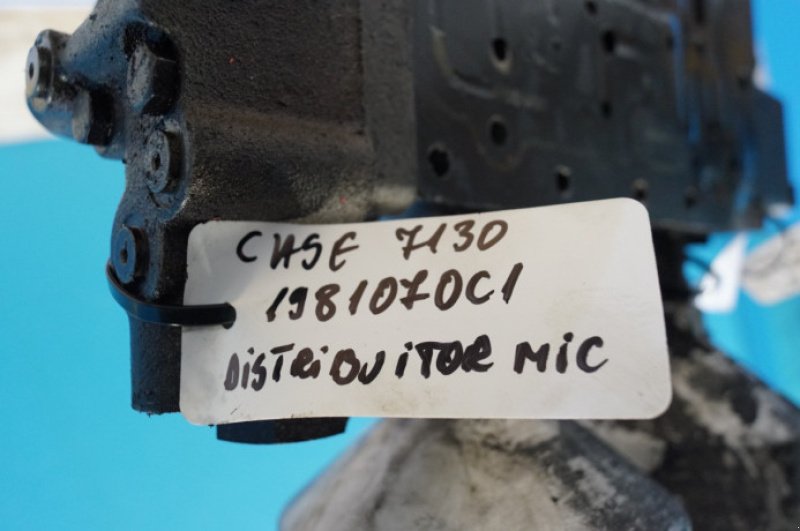 CASE 7130
1981070C1
DISTRIBUITOR MIC